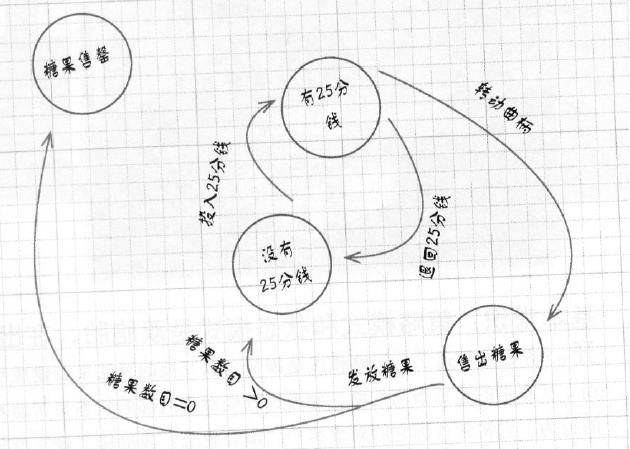 糖果售罄
有25分
钱
转动曲柄
投入25分钱
退回25分钱
没有
25分钱
糖果数目
>0
糖果数目=0
发放糖果
售出糖果